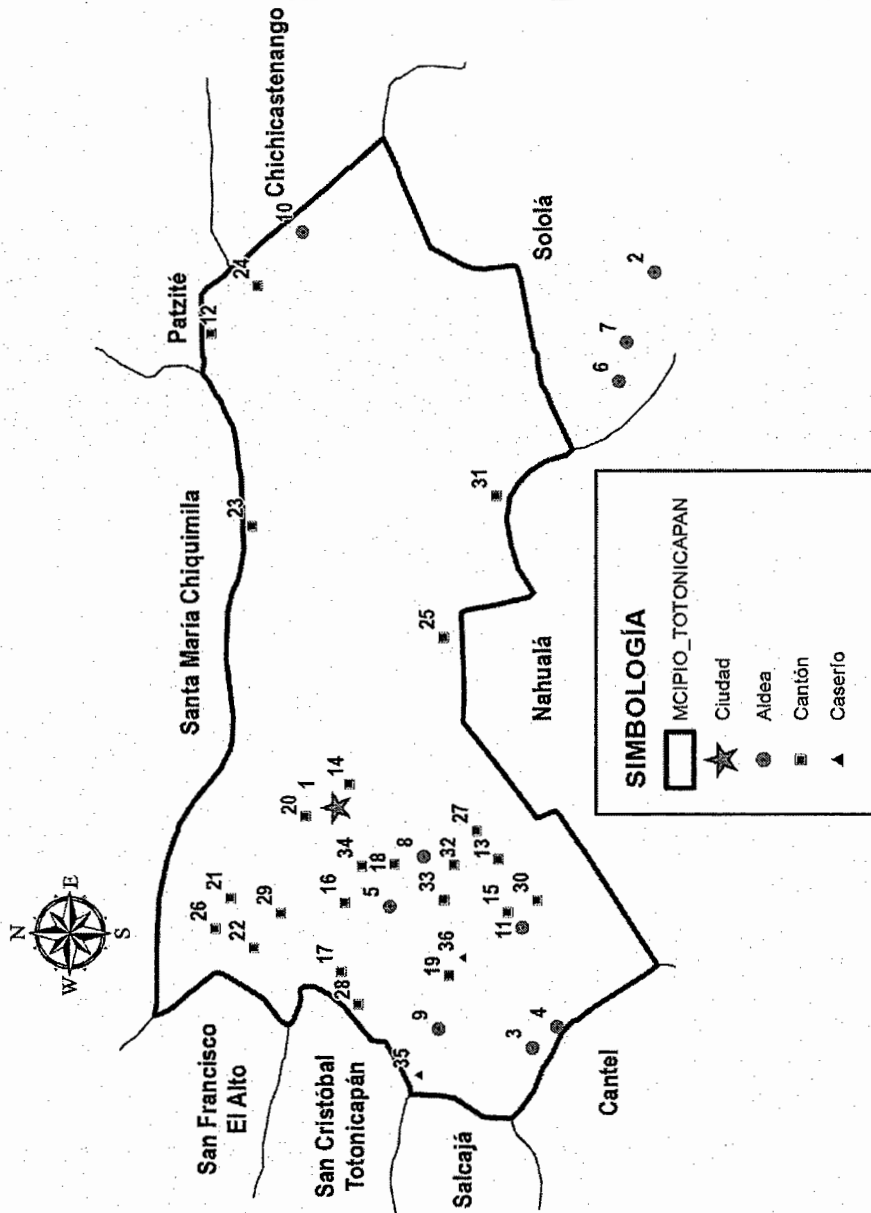 N
W
E
S
San Francisco
El Alto
San Cristóbal
Totonicapán
Salcajá
Cantel
Santa María Chiquimila
Patzité
Chichicastenango
Sololá
Nahualá
26
21
22
29
20
1
14
17
28
16
34
18
5
8
33
32
27
13
15
30
11
36
19
9
35
3
4
23
12
24
10
25
31
6
7
2
SIMBOLOGÍA
MCIPIO_TOTONICAPAN
Ciudad
Aldea
Cantón
Caserío